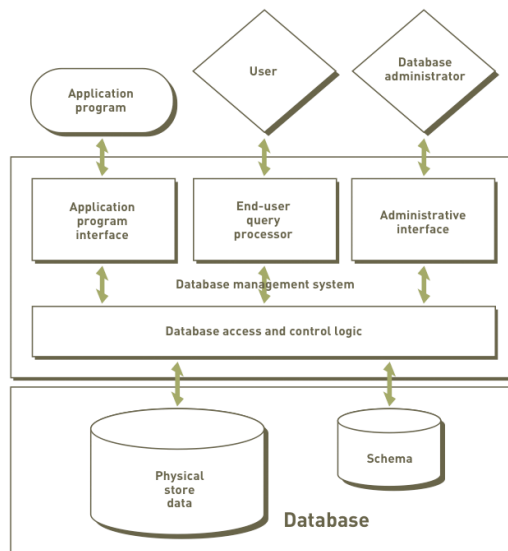 Application
program
User
Database
administrator
Application
program
interface
End-user
query
processor
Administrative
interface
Database management system
Database access and control logic
Physical
store
data
Schema
Database